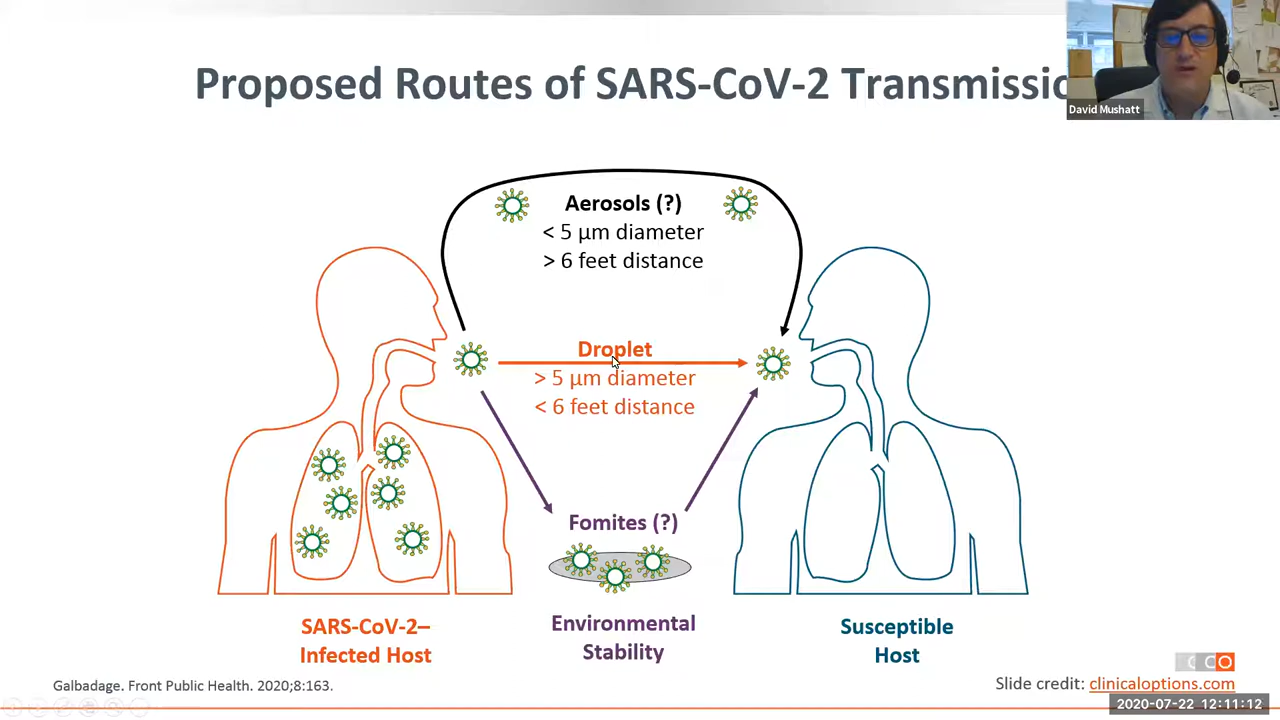 Proposed Routes of SARS-CoV-2 Transmissio
David Mushatt
Aerosols (?)
< 5 µm diameter
> 6 feet distance
Droplet
> 5 µm diameter
< 6 feet distance
Fomites (?)
Environmental
Stability
SARS-CoV-2–
Infected Host
Susceptible
Host
CCO
Galbadage. Front Public Health. 2020;8:163.
Slide credit: clinicaloptions.com
2020-07-22 12:11:12